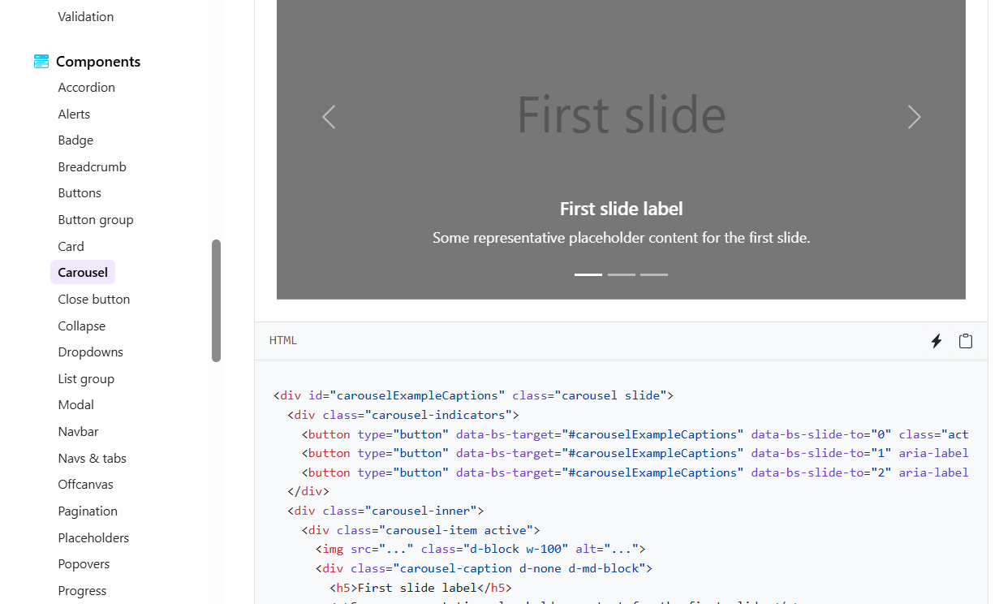 Validation
Components
Accordion
Alerts
Badge
Breadcrumb
Buttons
Button group
Card
Carousel
Close button
Collapse
Dropdowns
List group
Modal
Navbar
Navs & tabs
Offcanvas
Pagination
Placeholders
Popovers
Progress
First slide
First slide label
Some representative placeholder content for the first slide.
HTML
<div id="carouselExampleCaptions" class="carousel slide">
<div class="carousel-indicators">
<button type="button" data-bs-target="#carouselExampleCaptions" data-bs-slide-to="0" class="act
<button type="button" data-bs-target="#carouselExampleCaptions" data-bs-slide-to="1" aria-label
<button type="button" data-bs-target="#carouselExampleCaptions" data-bs-slide-to="2" aria-label
</div>
<div class="carousel-inner">
<div class="carousel-item active">
<img src="..." class="d-block w-100" alt="...">
<div class="carousel-caption d-none d-md-block">
<h5>First slide label</h5>